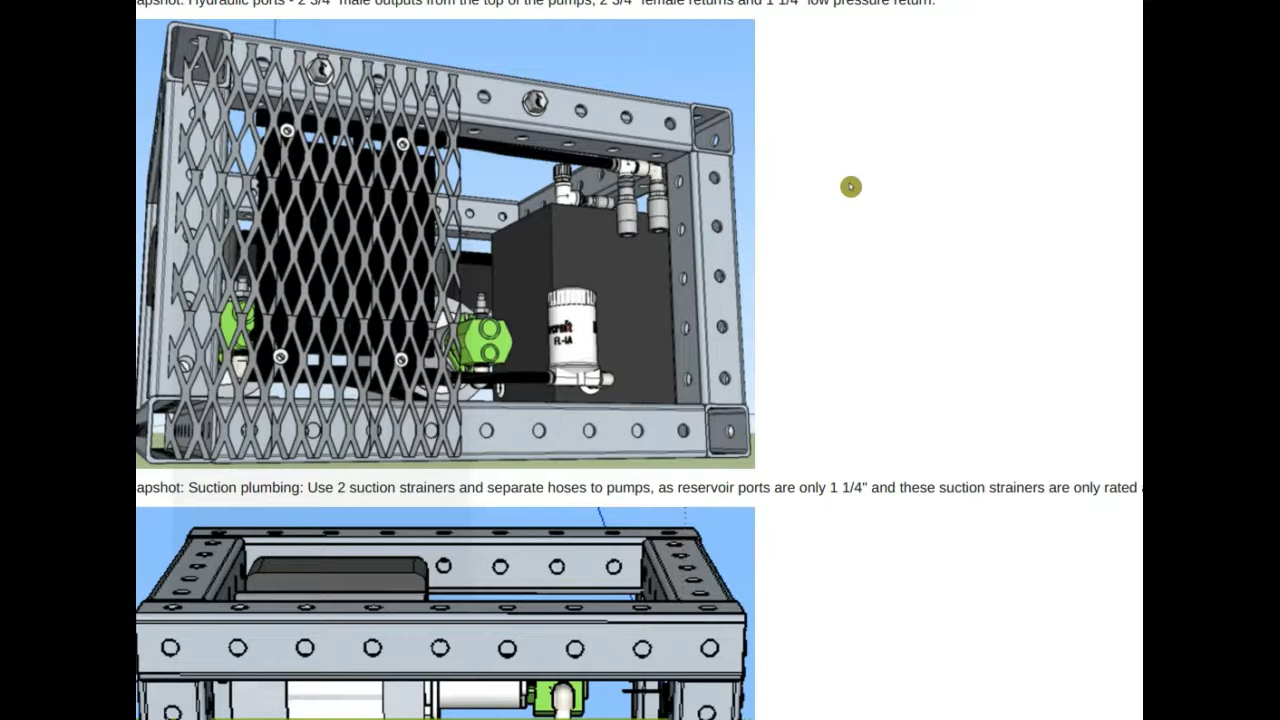 apshot: Hydraulic ports - 2 3/4" male outputs from the top of the pumps, 2 3/4" female returns and 1 1/4" low pressure return.
FL-1A
apshot: Suction plumbing: Use 2 suction strainers and separate hoses to pumps, as reservoir ports are only 1 1/4" and these suction strainers are only rated